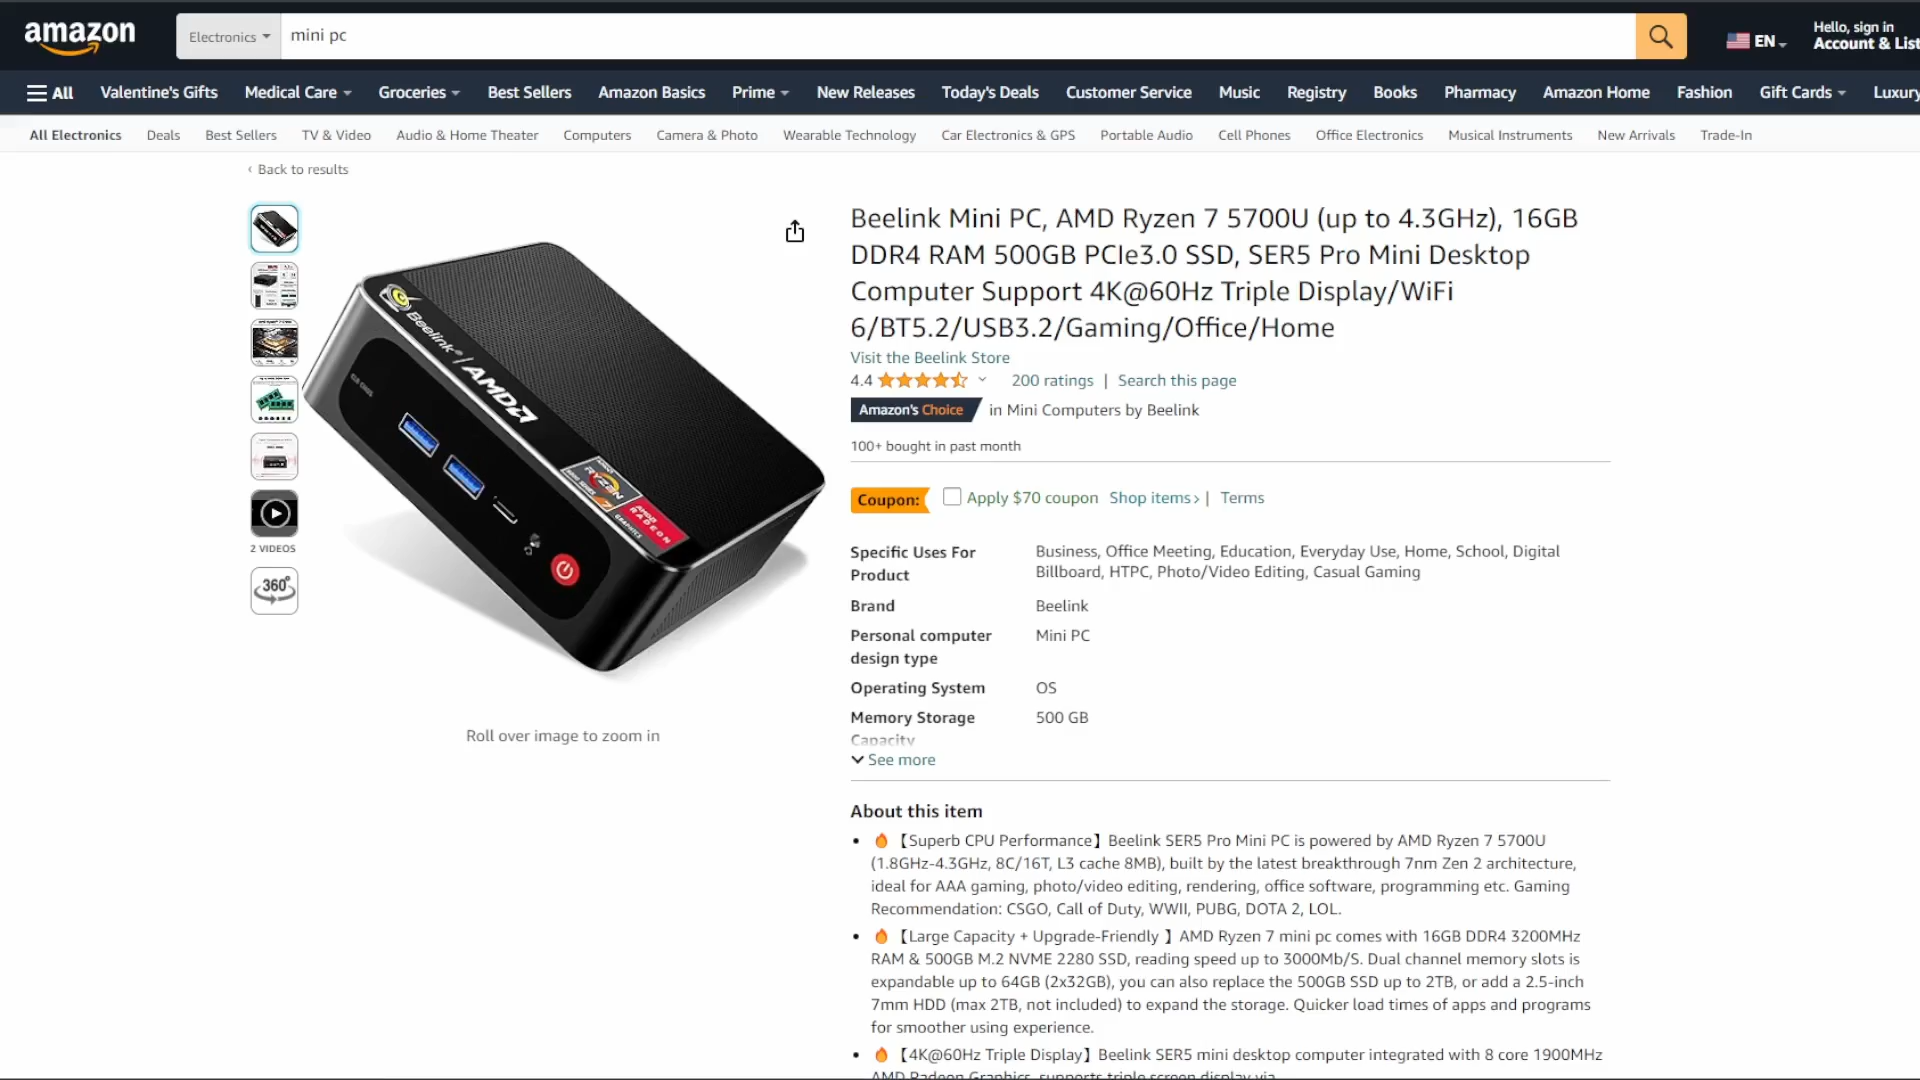 amazon
Electronics
mini pc
EN
Hello, sign in
Account & List
All
Valentine's Gifts
Medical Care
Groceries
Best Sellers
Amazon Basics
Prime
New Releases
Today's Deals
Customer Service
Music
Registry
Books
Pharmacy
Amazon Home
Fashion
Gift Cards
Luxury
All Electronics
Deals
Best Sellers
TV & Video
Audio & Home Theater
Computers
Camera & Photo
Wearable Technology
Car Electronics & GPS
Portable Audio
Cell Phones
Office Electronics
Musical Instruments
New Arrivals
Trade-In
‹ Back to results
2 VIDEOS
360°
Beelink® | AMD
RYZEN
AMD
RADEON
GRAPHICS
Roll over image to zoom in
Beelink Mini PC, AMD Ryzen 7 5700U (up to 4.3GHz), 16GB
DDR4 RAM 500GB PCIe3.0 SSD, SER5 Pro Mini Desktop
Computer Support 4K@60Hz Triple Display/WiFi
6/BT5.2/USB3.2/Gaming/Office/Home
Visit the Beelink Store
4.4
200 ratings | Search this page
Amazon's Choice in Mini Computers by Beelink
100+ bought in past month
Coupon: Apply $70 coupon Shop items› | Terms
Specific Uses For
Product
Business, Office Meeting, Education, Everyday Use, Home, School, Digital
Billboard, HTPC, Photo/Video Editing, Casual Gaming
Brand
Beelink
Personal computer
design type
Mini PC
Operating System
OS
Memory Storage
Capacity
500 GB
See more
About this item
• 🔥【Superb CPU Performance】Beelink SER5 Pro Mini PC is powered by AMD Ryzen 7 5700U
(1.8GHz-4.3GHz, 8C/16T, L3 cache 8MB), built by the latest breakthrough 7nm Zen 2 architecture,
ideal for AAA gaming, photo/video editing, rendering, office software, programming etc. Gaming
Recommendation: CSGO, Call of Duty, WWII, PUBG, DOTA 2, LOL.
• 🔥【Large Capacity + Upgrade-Friendly 】AMD Ryzen 7 mini pc comes with 16GB DDR4 3200MHz
RAM & 500GB M.2 NVME 2280 SSD, reading speed up to 3000Mb/S. Dual channel memory slots is
expandable up to 64GB (2x32GB), you can also replace the 500GB SSD up to 2TB, or add a 2.5-inch
7mm HDD (max 2TB, not included) to expand the storage. Quicker load times of apps and programs
for smoother using experience.
• 🔥【4K@60Hz Triple Display】Beelink SER5 mini desktop computer integrated with 8 core 1900MHz
AMD Radeon Graphics, supports triple screen display via